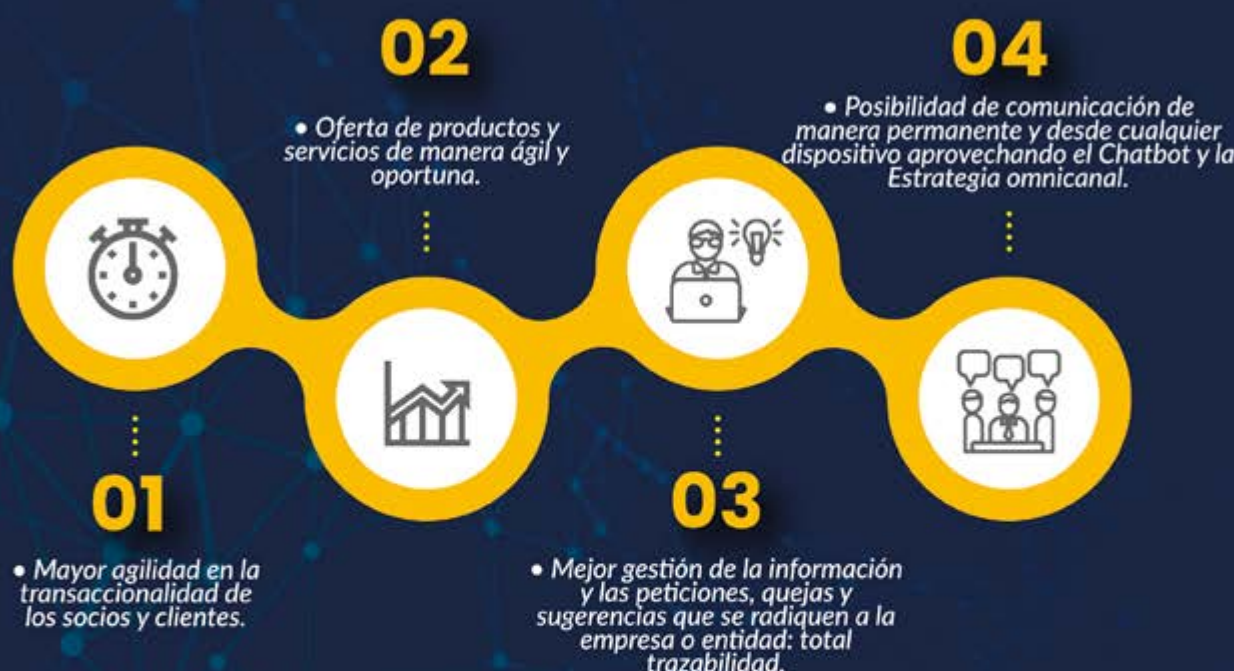 01
• Mayor agilidad en la
transaccionalidad de
los socios y clientes.
02
• Oferta de productos y
servicios de manera ágil y
oportuna.
03
• Mejor gestión de la información
y las peticiones, quejas y
sugerencias que se radiquen a la
empresa o entidad: total
trazabilidad.
04
• Posibilidad de comunicación de
manera permanente y desde cualquier
dispositivo aprovechando el Chatbot y la
Estrategia omnicanal.